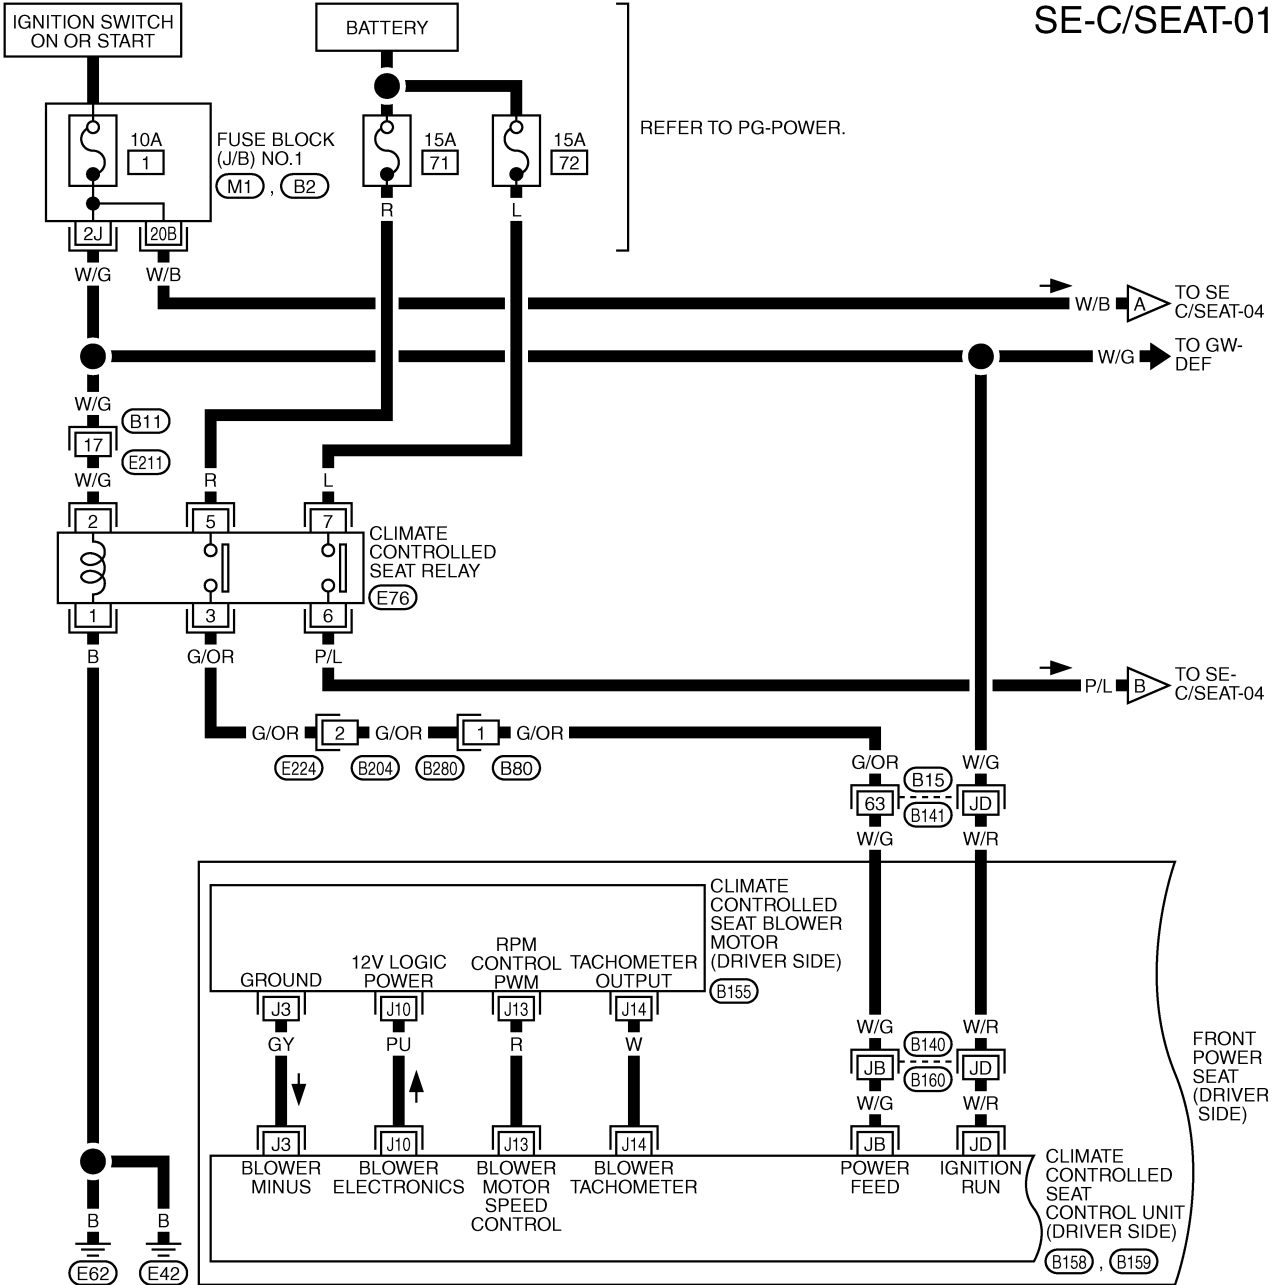 SE-C/SEAT-01
IGNITION SWITCH
ON OR START
BATTERY
10A
1
FUSE BLOCK
(J/B) NO.1
M1 , B2
15A
71
15A
72
REFER TO PG-POWER.
2J
20B
R
L
W/G
W/B
W/B
A
TO SE
C/SEAT-04
W/G
TO GW-
DEF
W/G
B11
17
E211
W/G
R
L
2
5
7
CLIMATE
CONTROLLED
SEAT RELAY
E76
1
3
6
B
G/OR
P/L
P/L
B
TO SE-
C/SEAT-04
G/OR
2
G/OR
1
G/OR
E224
B204
B280
B80
G/OR
W/G
B15
63
JD
B141
W/G
W/R
CLIMATE
CONTROLLED
SEAT BLOWER
MOTOR
(DRIVER SIDE)
B155
GROUND
12V LOGIC
POWER
RPM
CONTROL
PWM
TACHOMETER
OUTPUT
J3
J10
J13
J14
GY
PU
R
W
W/G
W/R
B140
JB
JD
B160
W/G
W/R
FRONT
POWER
SEAT
(DRIVER
SIDE)
J3
J10
J13
J14
JB
JD
BLOWER
MINUS
BLOWER
ELECTRONICS
BLOWER
MOTOR
SPEED
CONTROL
BLOWER
TACHOMETER
POWER
FEED
IGNITION
RUN
CLIMATE
CONTROLLED
SEAT
CONTROL UNIT
(DRIVER SIDE)
B158 , B159
B
B
E62
E42